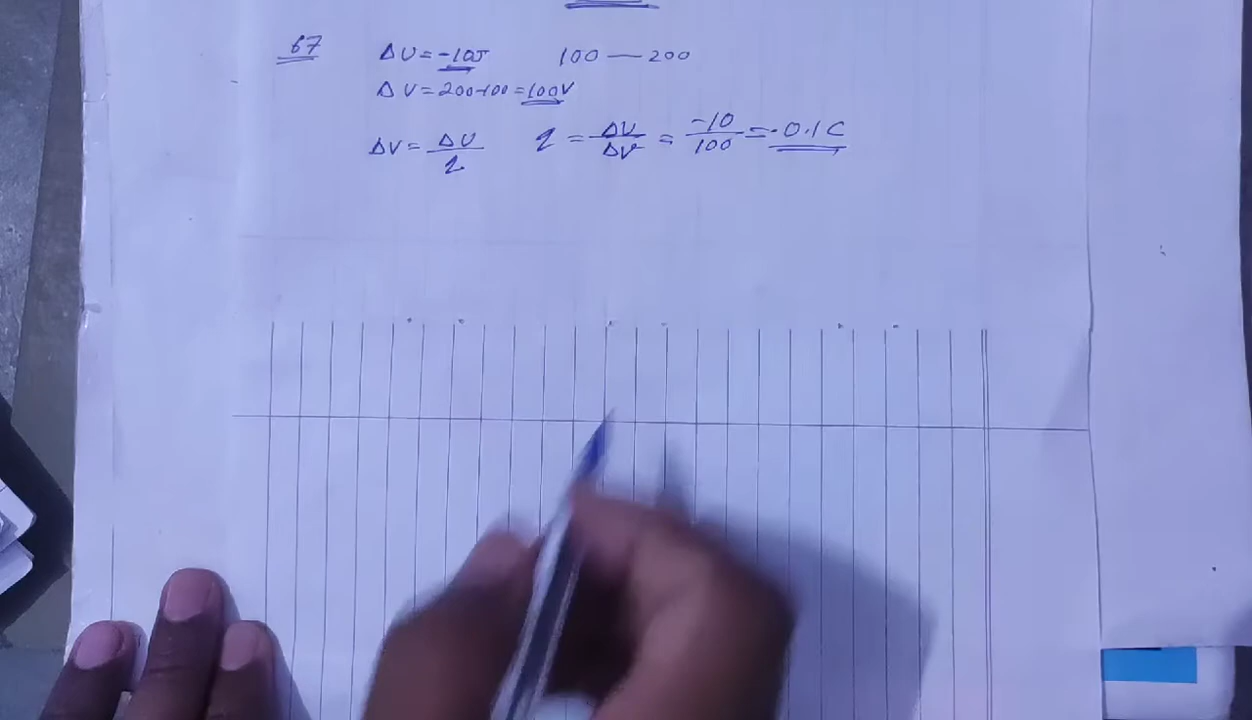 67 ΔU = -10J 100 — 200
ΔV = 200-100 = 100V
ΔV = ΔU/q q = ΔU/ΔV = -10/100 = -0.1C